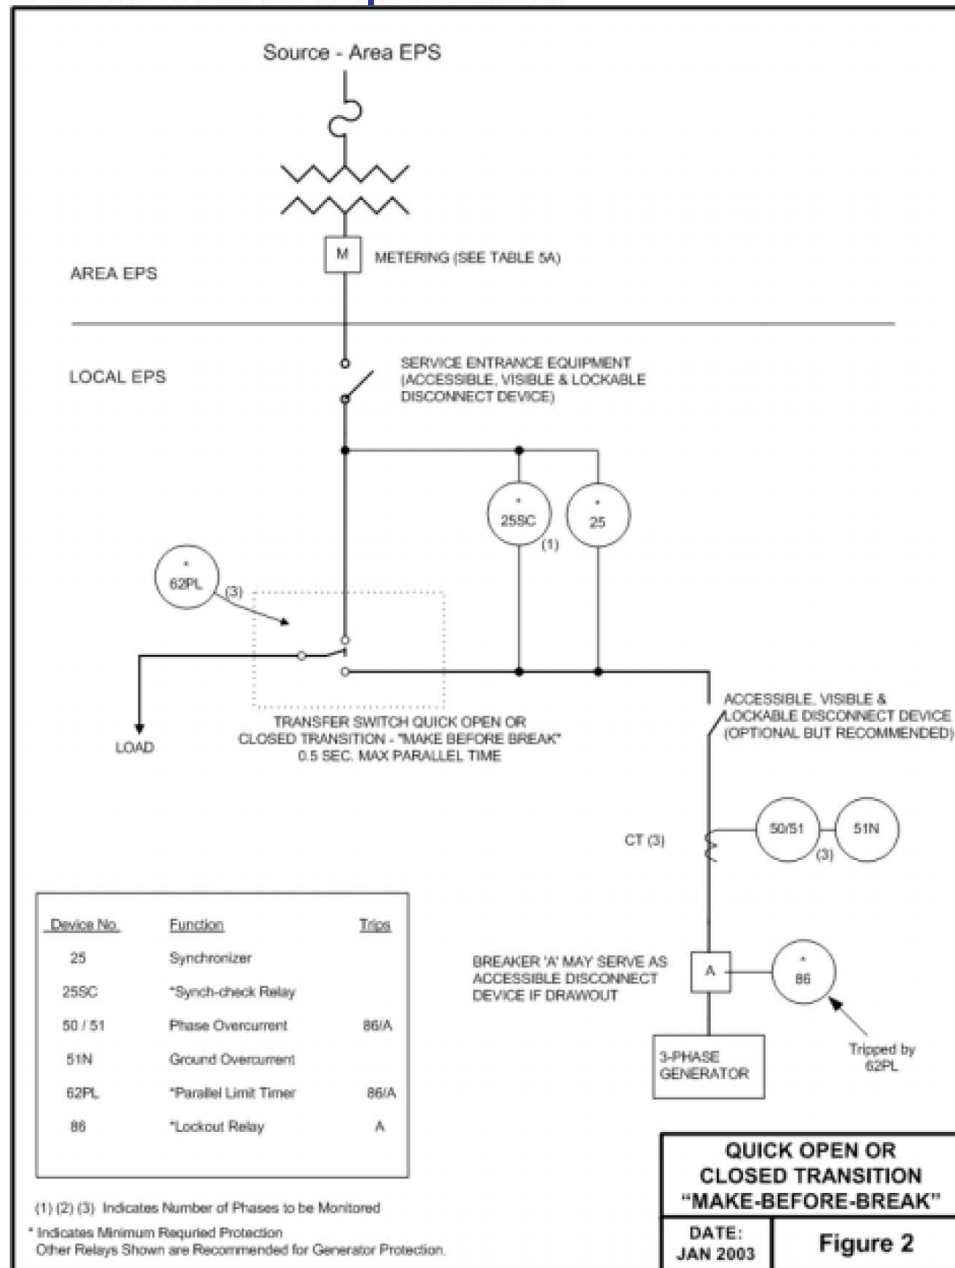 Source - Area EPS
M
METERING (SEE TABLE 5A)
AREA EPS
LOCAL EPS
SERVICE ENTRANCE EQUIPMENT
(ACCESSIBLE, VISIBLE & LOCKABLE
DISCONNECT DEVICE)
*
25SC
(1)
*
25
*
62PL
(3)
LOAD
TRANSFER SWITCH QUICK OPEN OR
CLOSED TRANSITION - "MAKE BEFORE BREAK"
0.5 SEC. MAX PARALLEL TIME
ACCESSIBLE, VISIBLE &
LOCKABLE DISCONNECT DEVICE
(OPTIONAL BUT RECOMMENDED)
CT (3)
50/51
(3)
51N
BREAKER 'A' MAY SERVE AS
ACCESSIBLE DISCONNECT
DEVICE IF DRAWOUT
A
*
86
Tripped by
62PL
3-PHASE
GENERATOR
Device No. Function Trips
25 Synchronizer
25SC *Synch-check Relay
50 / 51 Phase Overcurrent 86/A
51N Ground Overcurrent
62PL *Parallel Limit Timer 86/A
86 *Lockout Relay A
(1) (2) (3) Indicates Number of Phases to be Monitored
* Indicates Minimum Requried Protection
Other Relays Shown are Recommended for Generator Protection.
QUICK OPEN OR
CLOSED TRANSITION
“MAKE-BEFORE-BREAK”
DATE:
JAN 2003
Figure 2